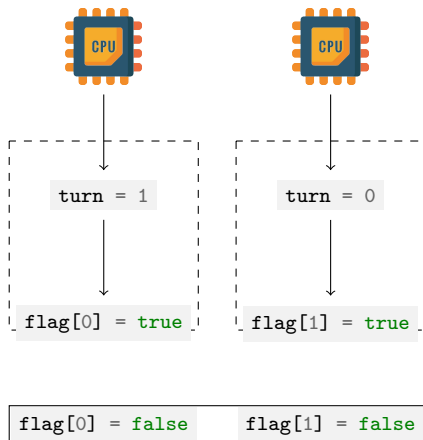 CPU CPU
turn = 1 turn = 0
flag[0] = true flag[1] = true
flag[0] = false flag[1] = false